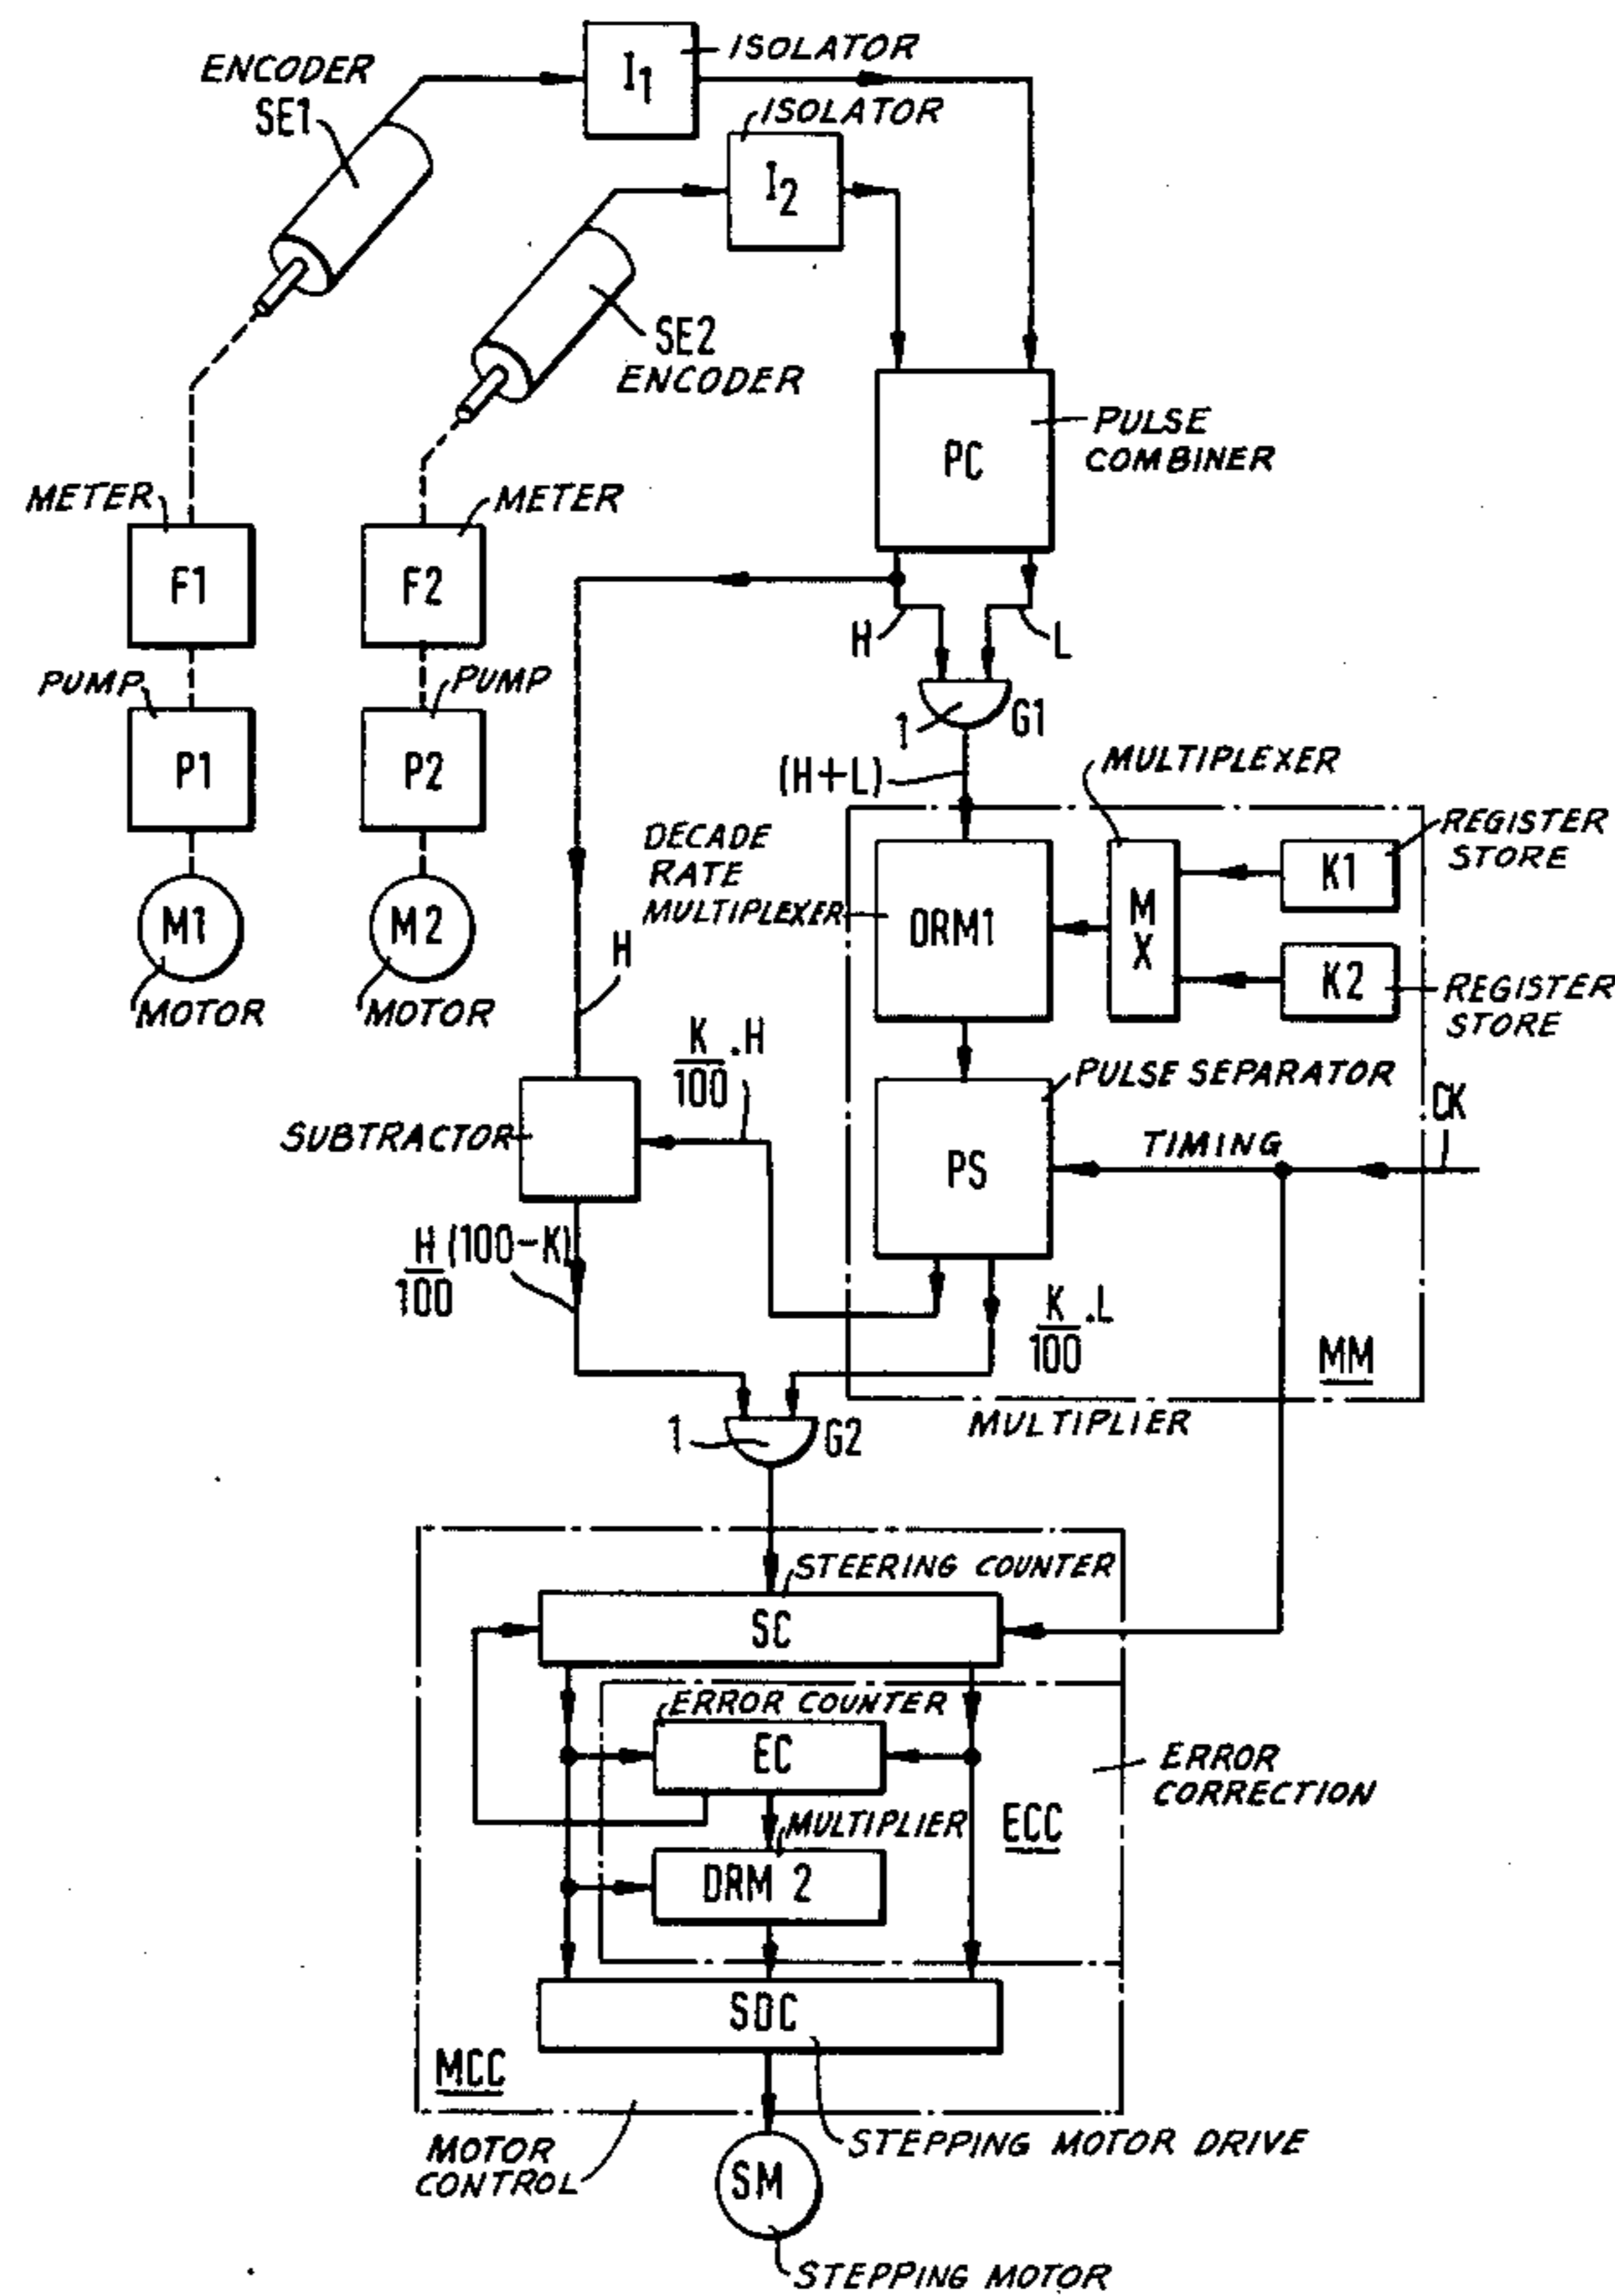 ENCODER
SE1
I1
ISOLATOR
ISOLATOR
I2
SE2
ENCODER
PC
PULSE
COMBINER
METER
METER
F1
F2
H
L
PUMP
PUMP
G1
1
(H+L)
P1
P2
MULTIPLEXER
DECADE
RATE
MULTIPLEXER
REGISTER
STORE
K1
M1
M2
DRM1
M
X
H
K2
REGISTER
STORE
MOTOR
MOTOR
K/100 .H
PULSE SEPARATOR
CK
SUBTRACTOR
TIMING
PS
H/100 (100-K)
K/100 .L
MM
MULTIPLIER
1
G2
STEERING COUNTER
SC
ERROR COUNTER
EC
ERROR
CORRECTION
MULTIPLIER
ECC
DRM 2
SDC
MCC
MOTOR
CONTROL
STEPPING MOTOR DRIVE
SM
STEPPING MOTOR